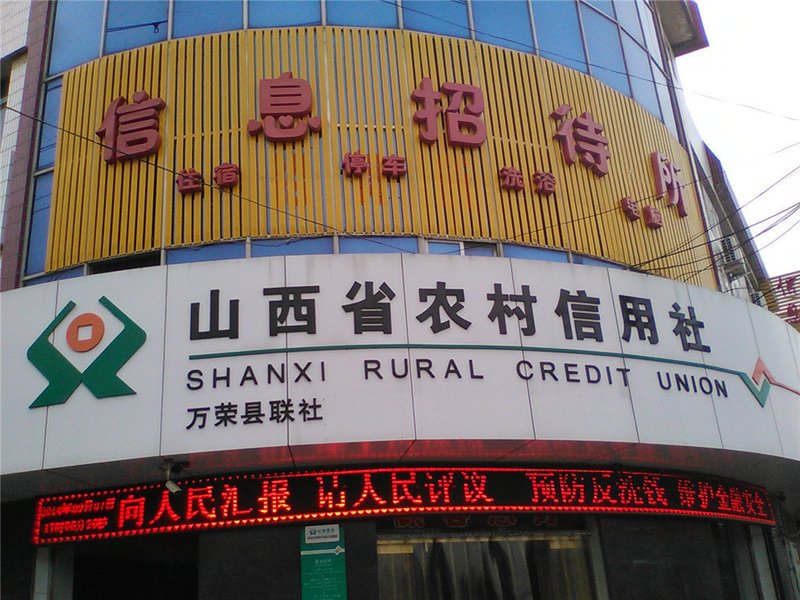 信息招待所
住宿 停车 洗浴
山西省农村信用社
SHANXI RURAL CREDIT UNION
万荣县联社
向人民汇报 请人民评议 预防反洗钱 维护金融安全